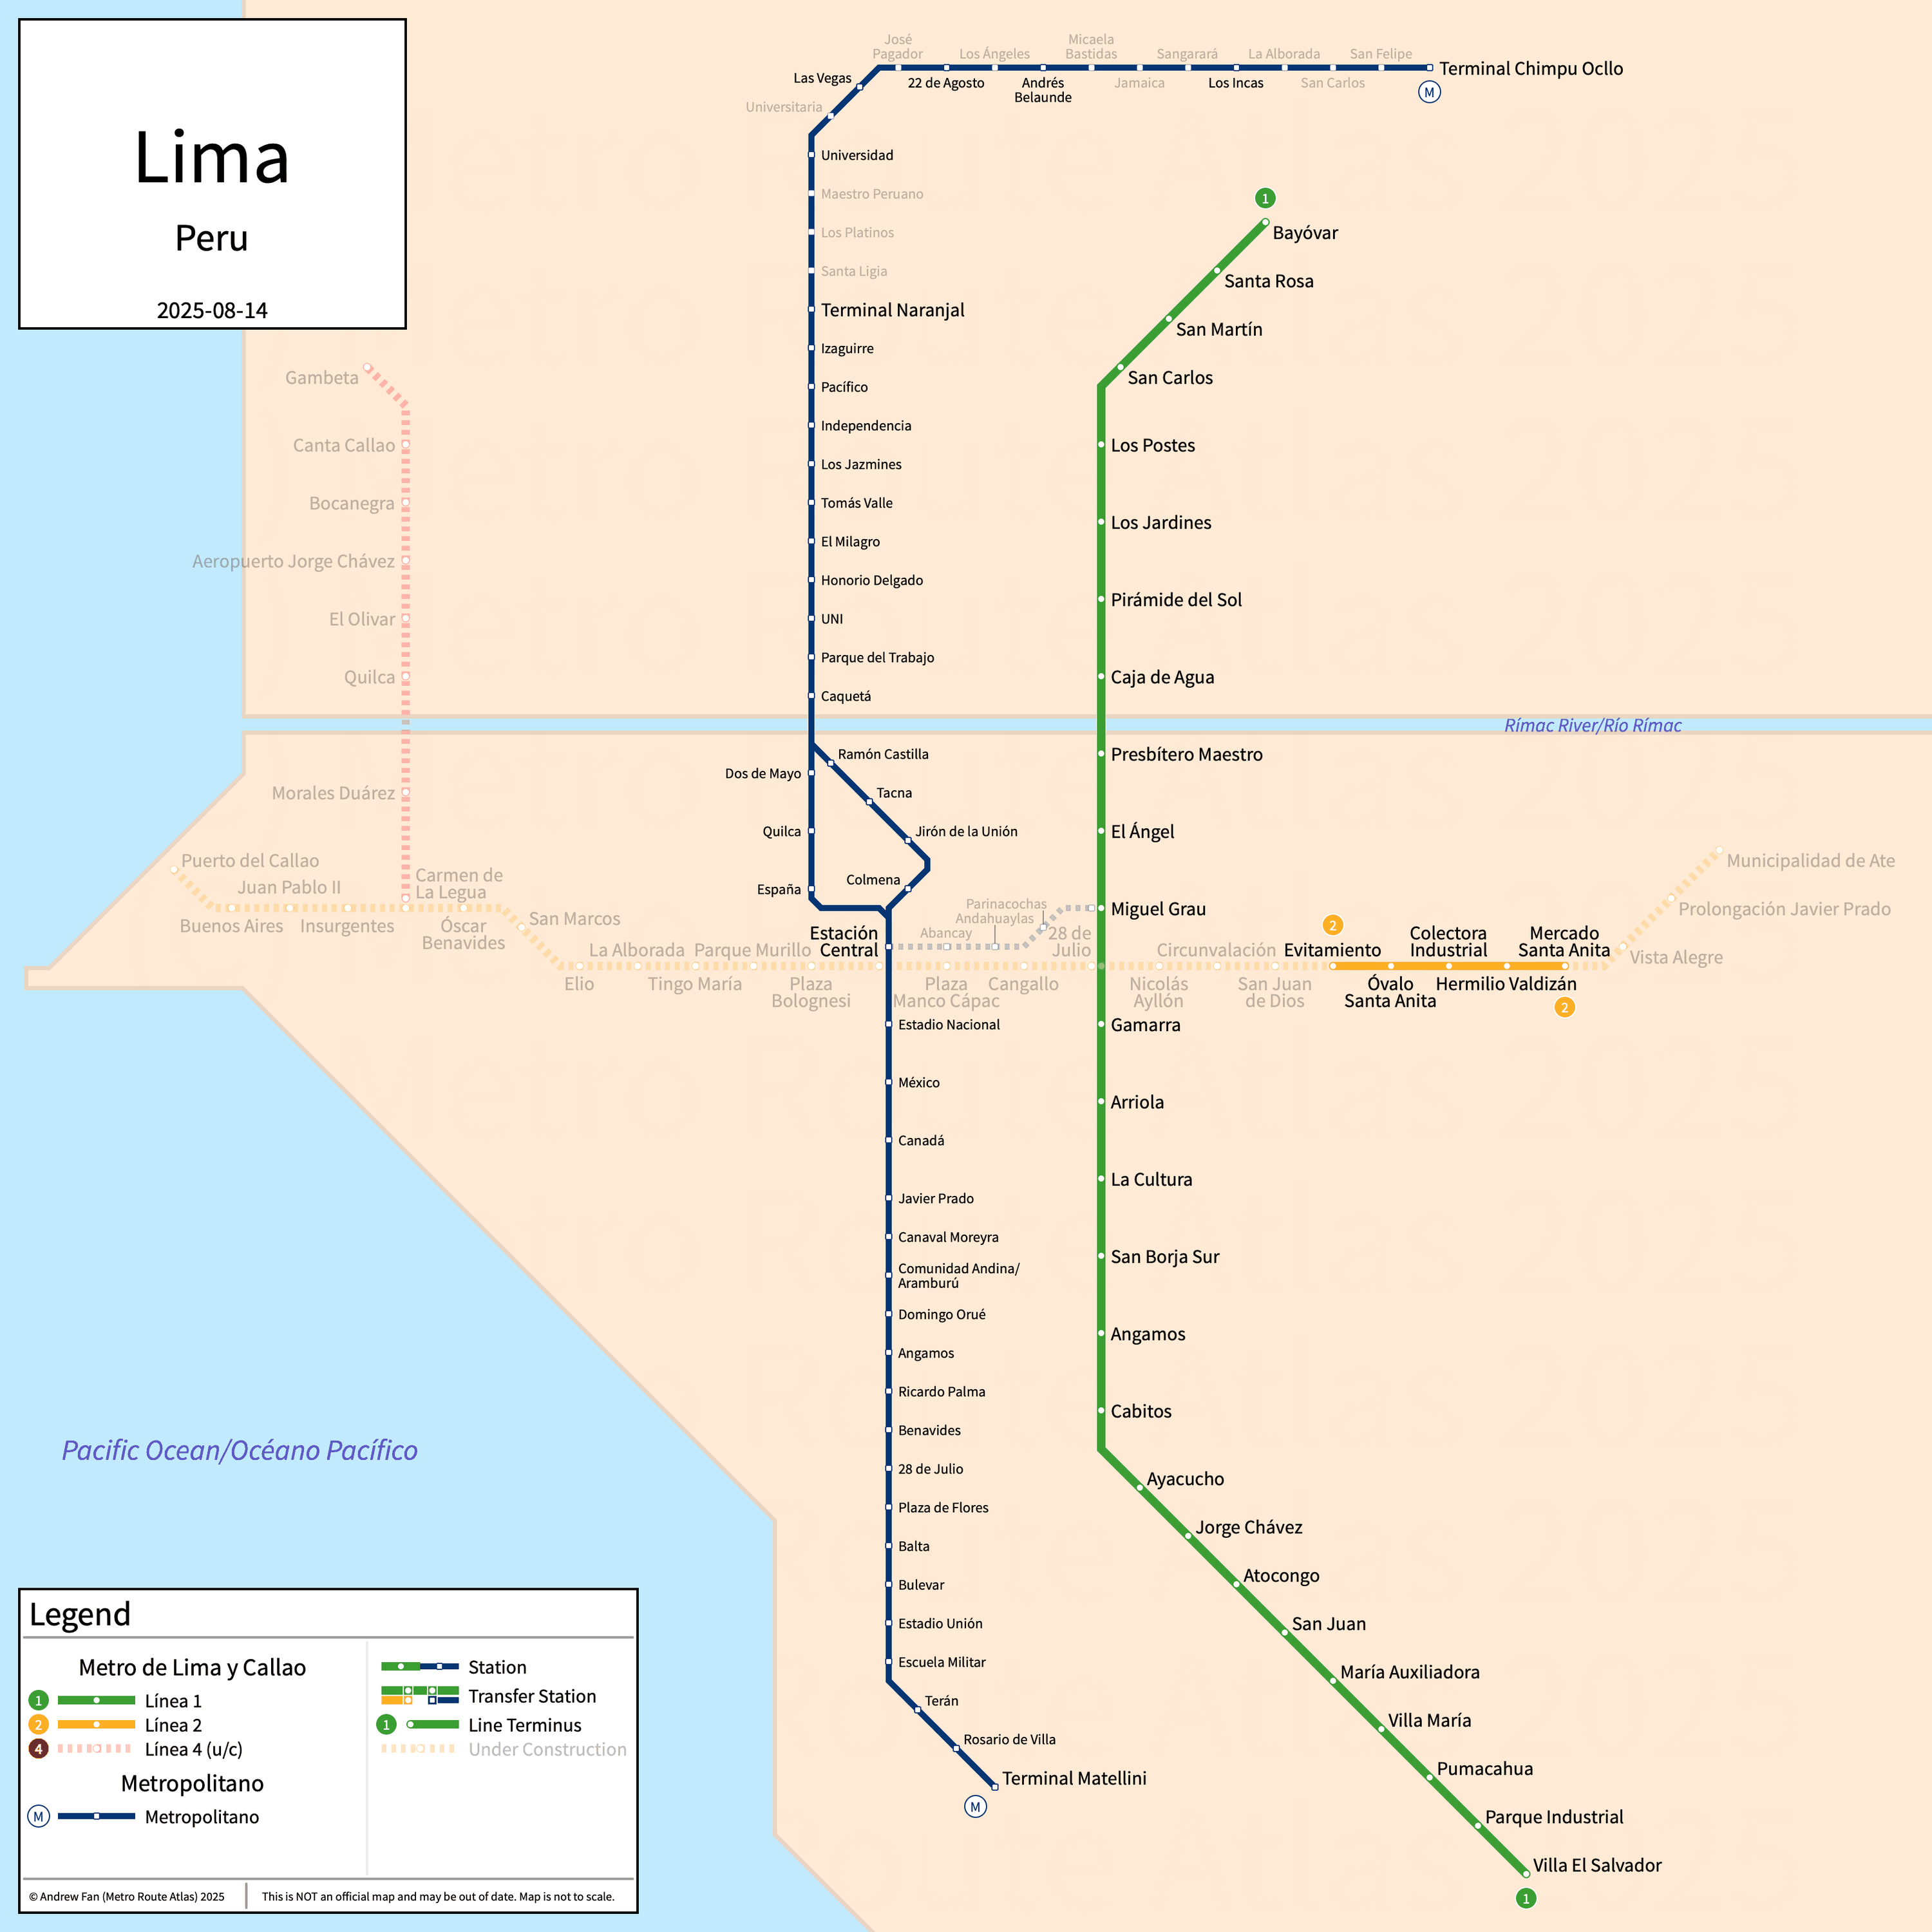 Lima
Peru
2025-08-14
José
Pagador
Los Ángeles
Micaela
Bastidas
Sangarará
La Alborada
San Felipe
Las Vegas
22 de Agosto
Andrés
Belaunde
Jamaica
Los Incas
San Carlos
Terminal Chimpu Ocllo
M
Universitaria
Universidad
Maestro Peruano
Los Platinos
Santa Ligia
Terminal Naranjal
Izaguirre
Pacífico
Independencia
Los Jazmines
Tomás Valle
El Milagro
Honorio Delgado
UNI
Parque del Trabajo
Caquetá
1
Bayóvar
Santa Rosa
San Martín
San Carlos
Los Postes
Los Jardines
Pirámide del Sol
Caja de Agua
Gambeta
Canta Callao
Bocanegra
Aeropuerto Jorge Chávez
El Olivar
Quilca
Rímac River/Río Rímac
Morales Duárez
Carmen de
La Legua
Ramón Castilla
Dos de Mayo
Tacna
Quilca
Jirón de la Unión
Colmena
España
Presbítero Maestro
El Ángel
Miguel Grau
Puerto del Callao
Juan Pablo II
Buenos Aires
Insurgentes
Óscar
Benavides
San Marcos
La Alborada
Parque Murillo
Estación
Central
Elio
Tingo María
Plaza
Bolognesi
Parinacochas
Andahuaylas
Abancay
28 de
Julio
Plaza
Manco Cápac
Cangallo
Circunvalación
Nicolás
Ayllón
San Juan
de Dios
2
Evitamiento
Colectora
Industrial
Mercado
Santa Anita
Óvalo
Santa Anita
Hermilio Valdizán
2
Municipalidad de Ate
Prolongación Javier Prado
Vista Alegre
Estadio Nacional
México
Canadá
Javier Prado
Canaval Moreyra
Comunidad Andina/
Aramburú
Domingo Orué
Angamos
Ricardo Palma
Benavides
28 de Julio
Plaza de Flores
Balta
Bulevar
Estadio Unión
Escuela Militar
Terán
Rosario de Villa
Terminal Matellini
M
Gamarra
Arriola
La Cultura
San Borja Sur
Angamos
Cabitos
Ayacucho
Jorge Chávez
Atocongo
San Juan
María Auxiliadora
Villa María
Pumacahua
Parque Industrial
Villa El Salvador
1
Pacific Ocean/Océano Pacífico
Legend
Metro de Lima y Callao
1 Línea 1
2 Línea 2
4 Línea 4 (u/c)
Metropolitano
M Metropolitano
Station
Transfer Station
1 Line Terminus
Under Construction
© Andrew Fan (Metro Route Atlas) 2025
This is NOT an official map and may be out of date. Map is not to scale.